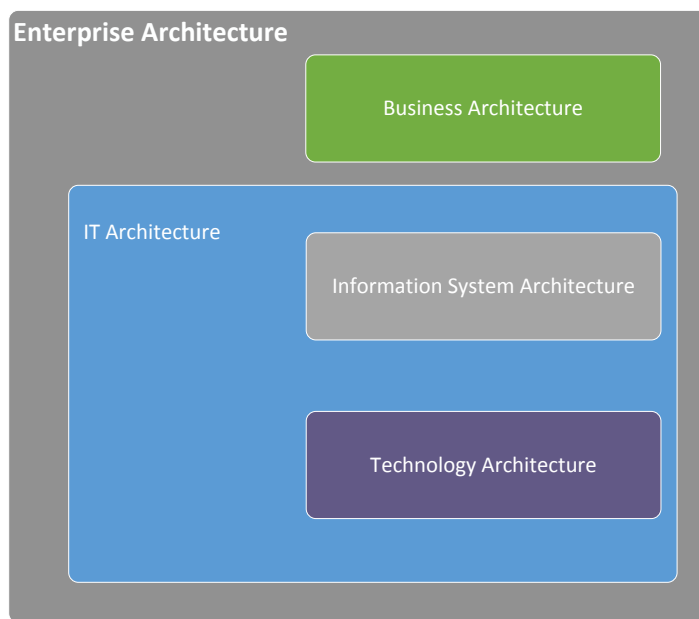 Enterprise Architecture
Business Architecture
IT Architecture
Information System Architecture
Technology Architecture